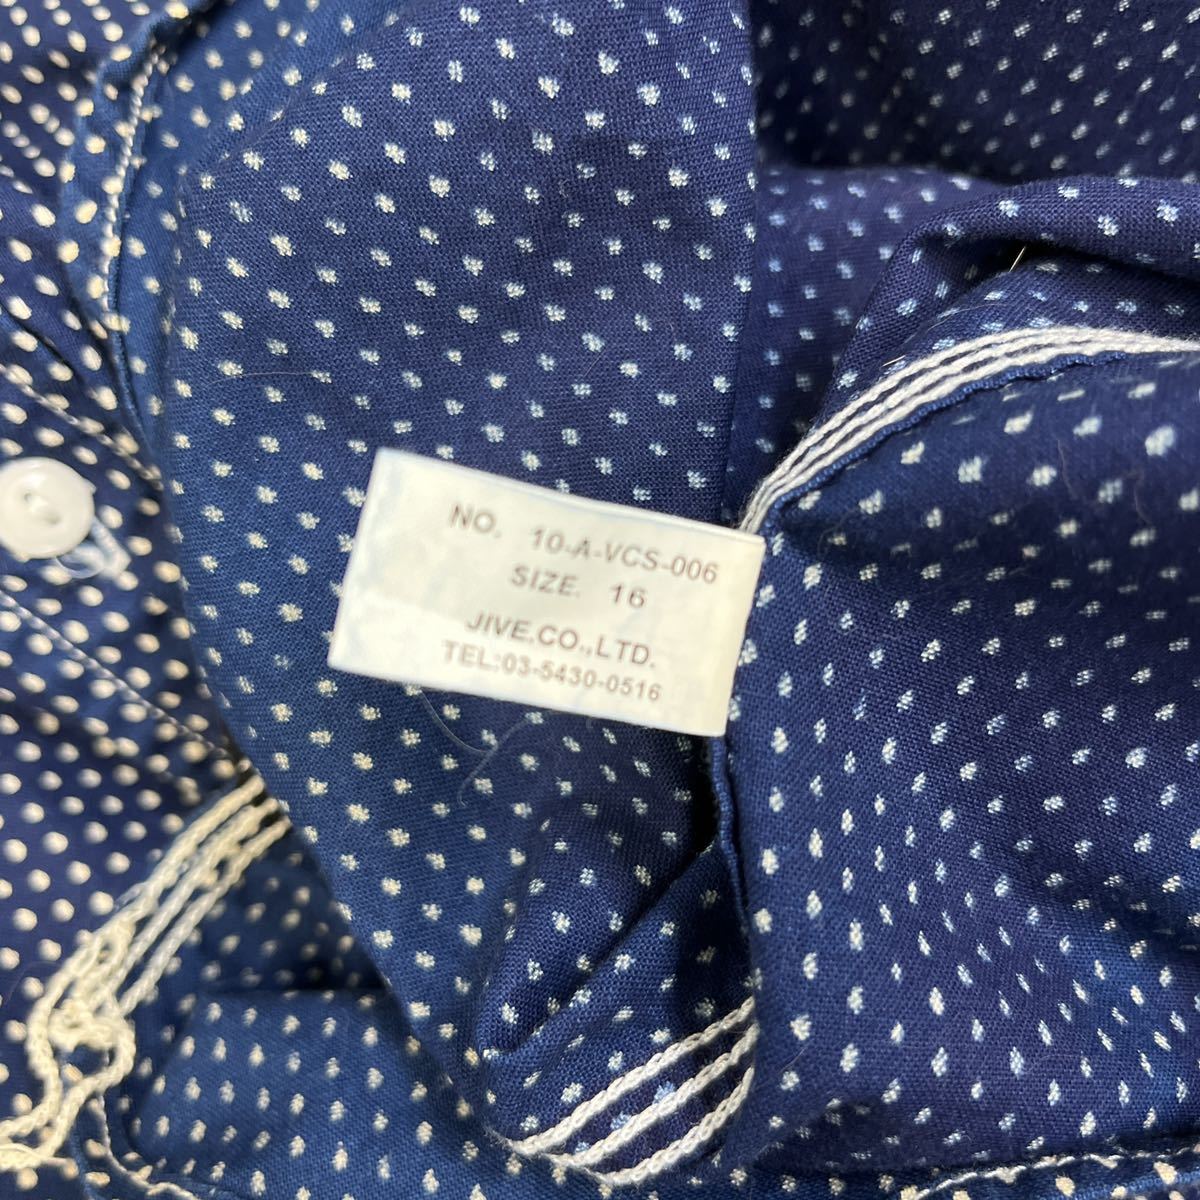 NO. 10-A-VCS-006
SIZE. 16
JIVE.CO.,LTD.
TEL:03-5430-0516